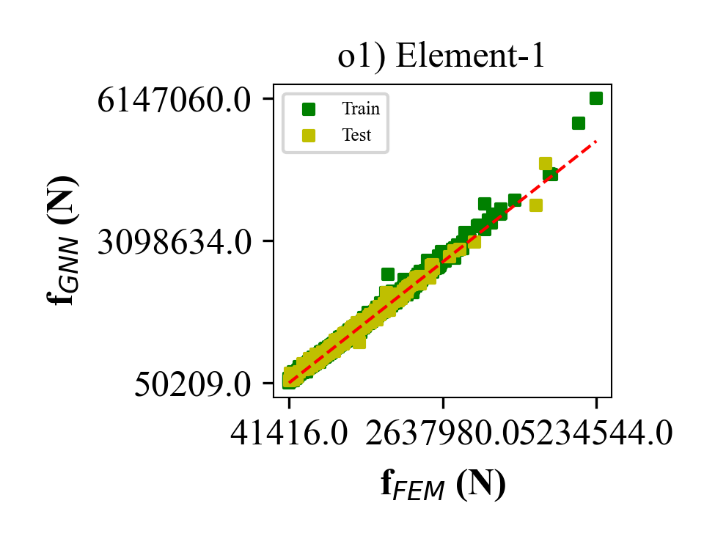 o1) Element-1
6147060.0
3098634.0
50209.0
Train
Test
f_GNN (N)
41416.0 2637980.0 5234544.0
f_FEM (N)